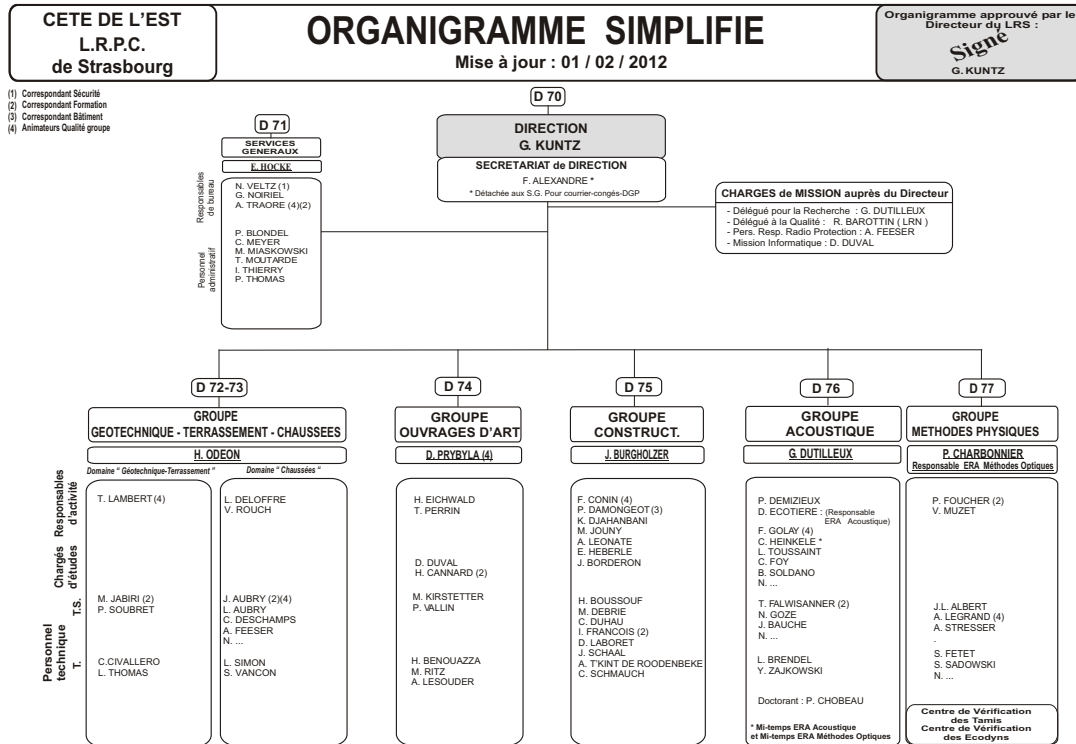 CETE DE L'EST
L.R.P.C.
de Strasbourg
ORGANIGRAMME SIMPLIFIE
Mise à jour : 01 / 02 / 2012
Organigramme approuvé par le
Directeur du LRS :
Signé
G. KUNTZ
(1) Correspondant Sécurité
(2) Correspondant Formation
(3) Correspondant Bâtiment
(4) Animateurs Qualité groupe
D 70
DIRECTION
G. KUNTZ
SECRETARIAT de DIRECTION
F. ALEXANDRE *
* Détachée aux S.G. Pour courrier-congés-DGP
D 71
SERVICES
GENERAUX
E. HOCKE
Responsables
de bureau
N. VELTZ (1)
G. NOIRIEL
A. TRAORE (4)(2)
Personnel
administratif
P. BLONDEL
C. MEYER
M. MIASKOWSKI
T. MOUTARDE
I. THIERRY
P. THOMAS
CHARGES de MISSION auprès du Directeur
- Délégué pour la Recherche : G. DUTILLEUX
- Délégué à la Qualité : R. BAROTTIN ( LRN )
- Pers. Resp. Radio Protection : A. FEESER
- Mission Informatique : D. DUVAL
D 72-73
GROUPE
GEOTECHNIQUE - TERRASSEMENT - CHAUSSEES
H. ODEON
Domaine " Géotechnique-Terrassement "
Domaine " Chaussées "
Responsables
d'activité
Chargés
d'études
T.S.
Personnel
technique
T.
T. LAMBERT (4)
M. JABIRI (2)
P. SOUBRET
C.CIVALLERO
L. THOMAS
L. DELOFFRE
V. ROUCH
J. AUBRY (2)(4)
L. AUBRY
C. DESCHAMPS
A. FEESER
N. ...
L. SIMON
S. VANCON
D 74
GROUPE
OUVRAGES D'ART
D. PRYBYLA (4)
H. EICHWALD
T. PERRIN
D. DUVAL
H. CANNARD (2)
M. KIRSTETTER
P. VALLIN
H. BENOUAZZA
M. RITZ
A. LESOUDER
D 75
GROUPE
CONSTRUCT.
J. BURGHOLZER
F. CONIN (4)
P. DAMONGEOT (3)
K. DJAHANBANI
M. JOUNY
A. LEONATE
E. HEBERLE
J. BORDERON
H. BOUSSOUF
M. DEBRIE
C. DUHAU
I. FRANCOIS (2)
D. LABORET
J. SCHAAL
A. T'KINT DE ROODENBEKE
C. SCHMAUCH
D 76
GROUPE
ACOUSTIQUE
G. DUTILLEUX
P. DEMIZIEUX
D. ECOTIERE : (Responsable
ERA Acoustique)
F. GOLAY (4)
C. HEINKELE *
L. TOUSSAINT
C. FOY
B. SOLDANO
N. ...
T. FALWISANNER (2)
N. GOZE
J. BAUCHE
N. ...
L. BRENDEL
Y. ZAJKOWSKI
Doctorant : P. CHOBEAU
* Mi-temps ERA Acoustique
et Mi-temps ERA Méthodes Optiques
D 77
GROUPE
METHODES PHYSIQUES
P. CHARBONNIER
Responsable ERA Méthodes Optiques
P. FOUCHER (2)
V. MUZET
J.L. ALBERT
A. LEGRAND (4)
A. STRESSER
.
S. FETET
S. SADOWSKI
N. ...
Centre de Vérification
des Tamis
Centre de Vérification
des Ecodyns